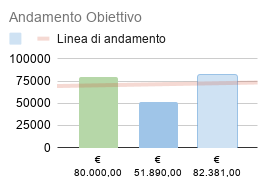 Andamento Obiettivo
Linea di andamento
100000
75000
50000
25000
0
€ € €
80.000,00 51.890,00 82.381,00